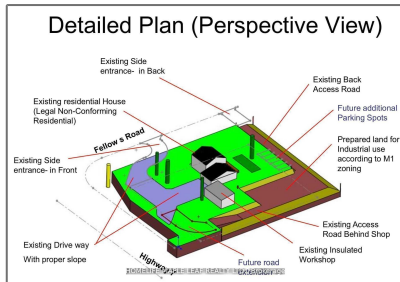 Detailed Plan (Perspective View)
Existing Side
entrance- in Back
Existing residential House
(Legal Non-Conforming
Residential)
Fellow s Road
Existing Side
entrance- in Front
Existing Drive way
With proper slope
Highway
Existing Back
Access Road
Future additional
Parking Spots
Prepared land for
Industrial use
according to M1
zoning
Existing Access
Road Behind Shop
Existing Insulated
Workshop
Future road